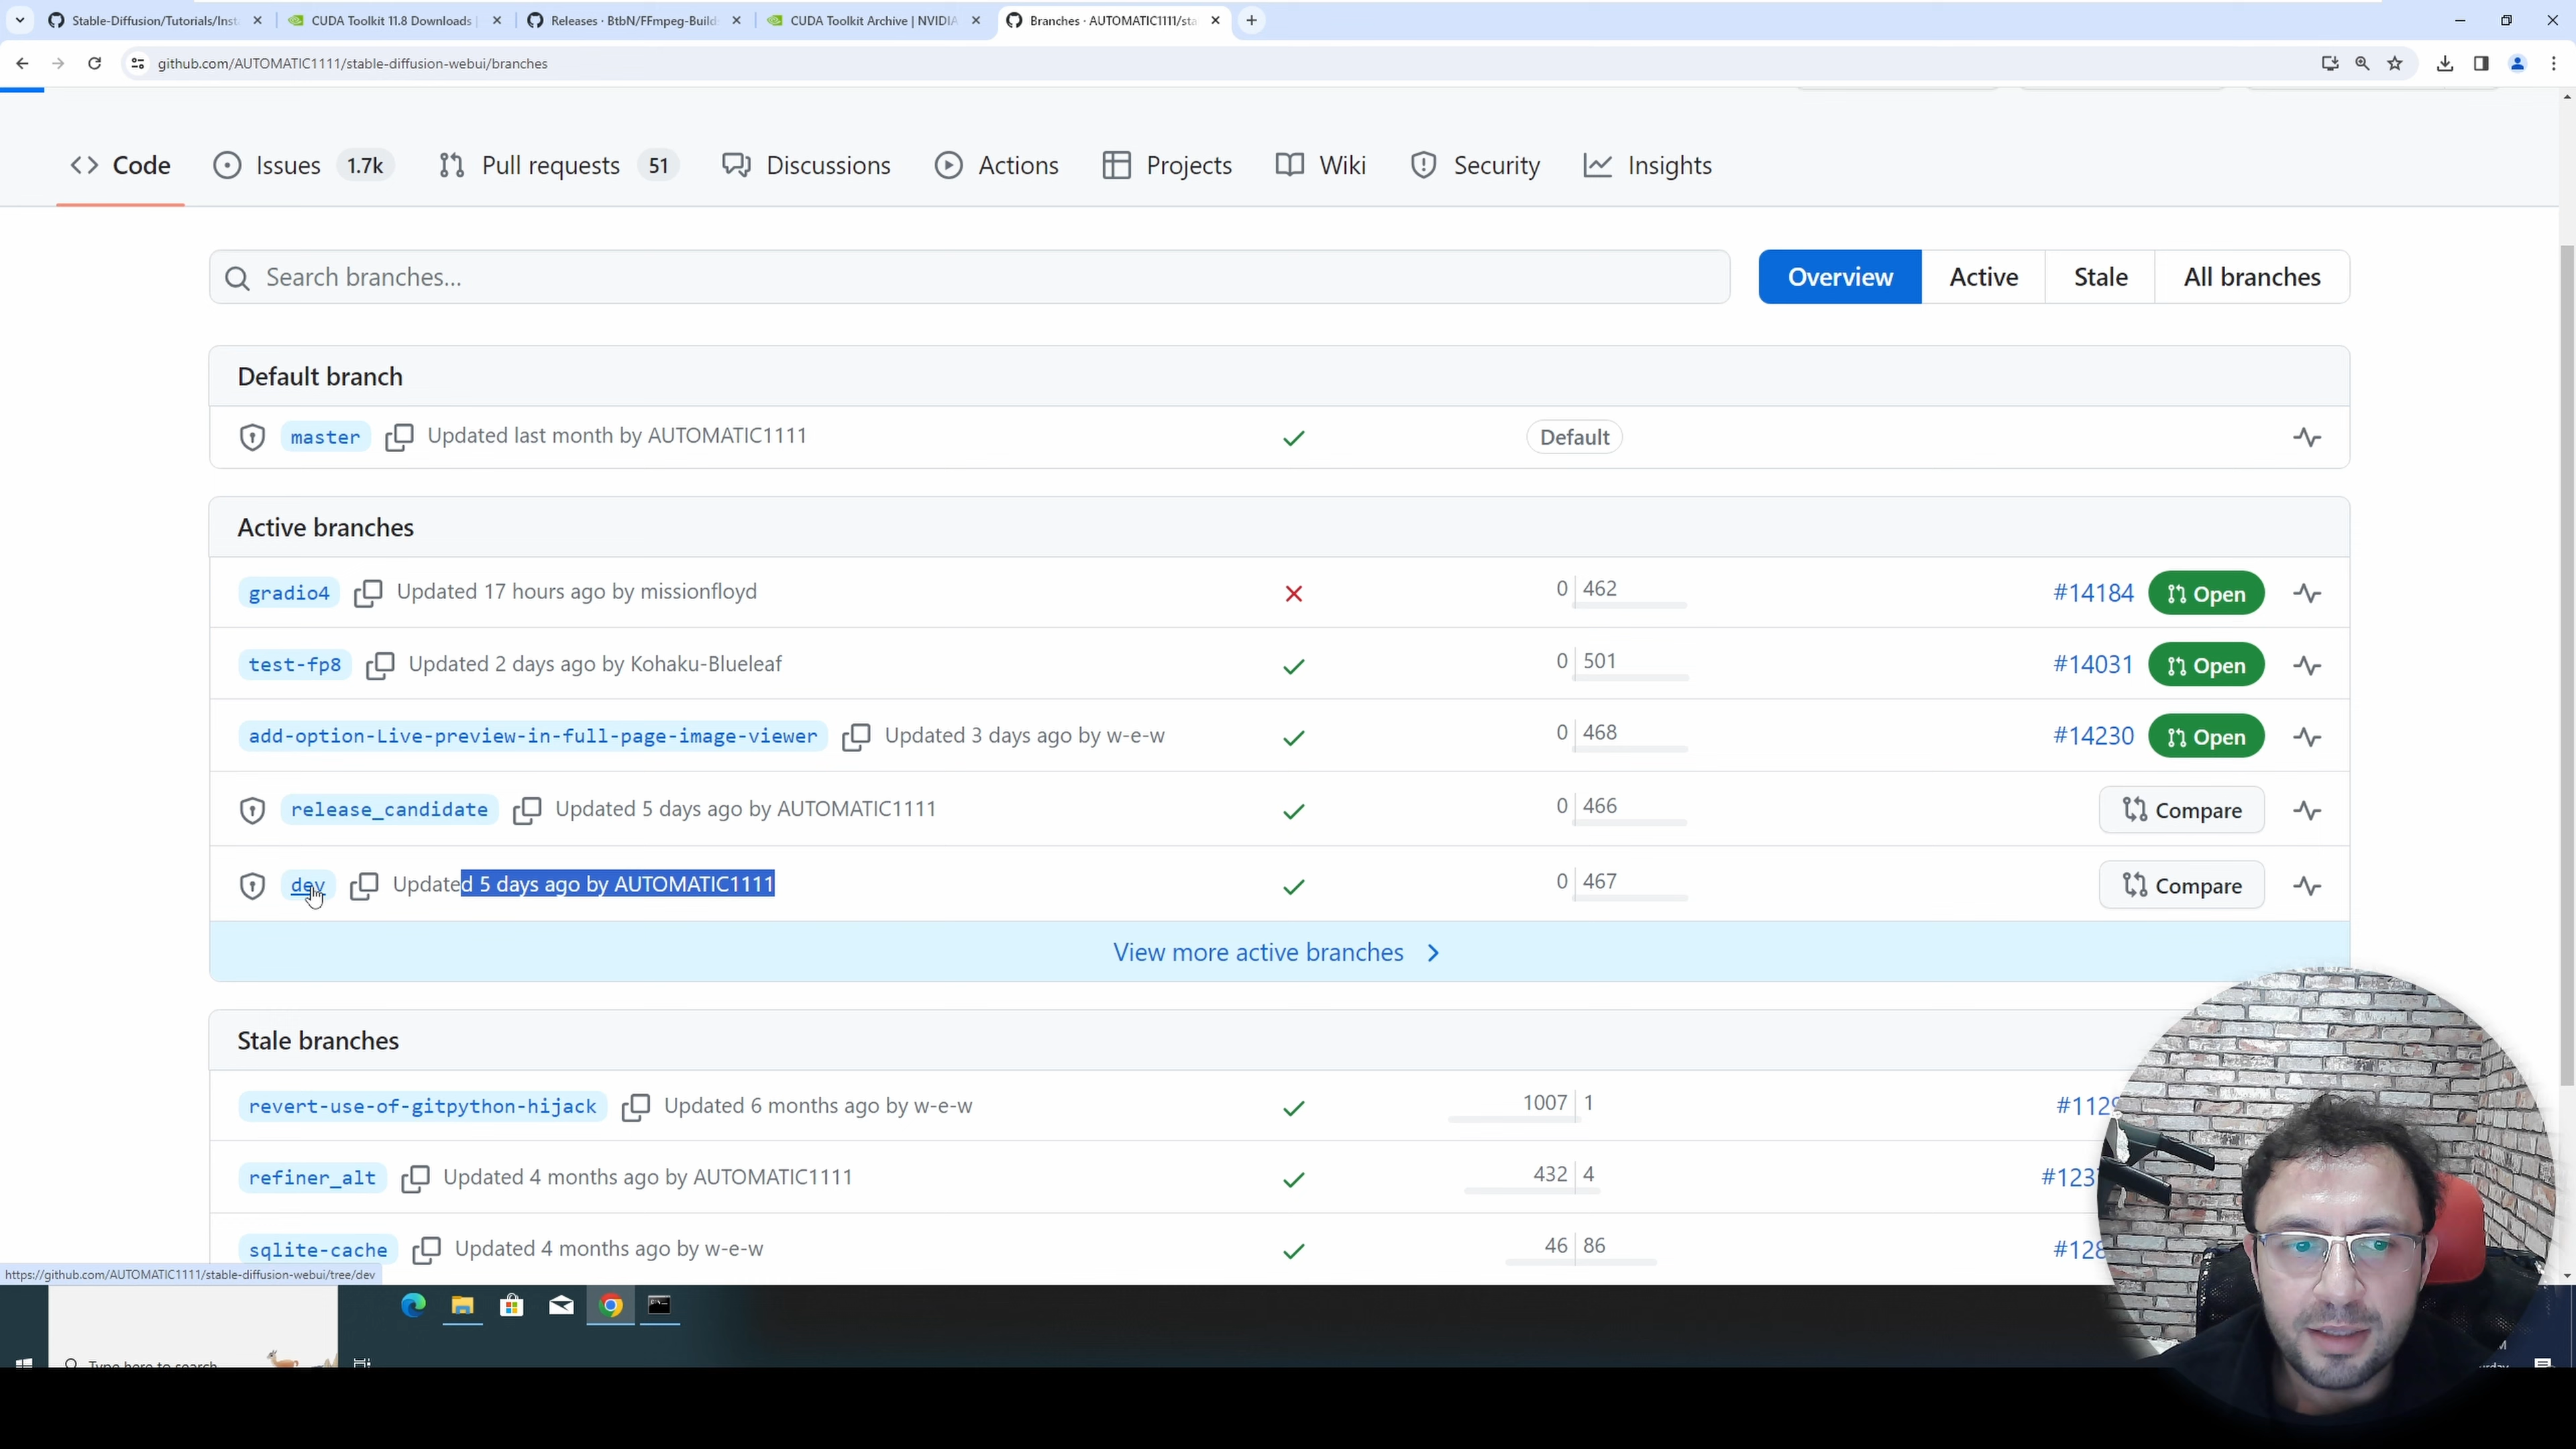 Stable-Diffusion/Tutorials/Inst
CUDA Toolkit 11.8 Downloads
Releases · BtbN/FFmpeg-Build
CUDA Toolkit Archive | NVIDIA
Branches · AUTOMATIC1111/sta
github.com/AUTOMATIC1111/stable-diffusion-webui/branches
Code Issues 1.7k Pull requests 51 Discussions Actions Projects Wiki Security Insights
Search branches... Overview Active Stale All branches
Default branch
master Updated last month by AUTOMATIC1111 Default
Active branches
gradio4 Updated 17 hours ago by missionfloyd 0 462 #14184 Open
test-fp8 Updated 2 days ago by Kohaku-Blueleaf 0 501 #14031 Open
add-option-Live-preview-in-full-page-image-viewer Updated 3 days ago by w-e-w 0 468 #14230 Open
release_candidate Updated 5 days ago by AUTOMATIC1111 0 466 Compare
dev Updated 5 days ago by AUTOMATIC1111 0 467 Compare
View more active branches
Stale branches
revert-use-of-gitpython-hijack Updated 6 months ago by w-e-w 1007 1 #1129
refiner_alt Updated 4 months ago by AUTOMATIC1111 432 4 #123
sqlite-cache Updated 4 months ago by w-e-w 46 86 #128
https://github.com/AUTOMATIC1111/stable-diffusion-webui/tree/dev
Type here to search